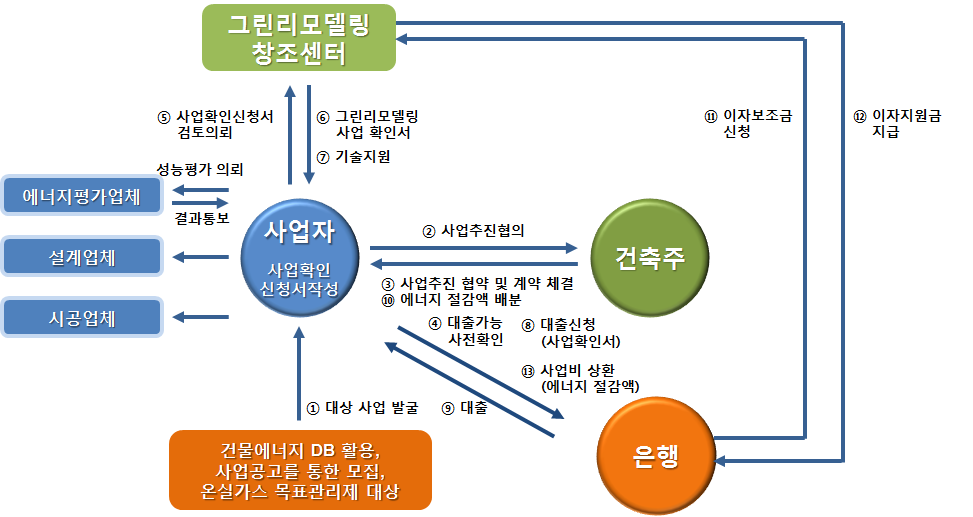 그린리모델링
창조센터
⑤ 사업확인신청서
검토의뢰
⑥ 그린리모델링
사업 확인서
⑦ 기술지원
⑪ 이자보조금
신청
⑫ 이자지원금
지급
성능평가 의뢰
에너지평가업체
결과통보
설계업체
시공업체
사업자
사업확인
신청서작성
② 사업추진협의
건축주
③ 사업추진 협약 및 계약 체결
⑩ 에너지 절감액 배분
④ 대출가능
사전확인
⑧ 대출신청
(사업확인서)
⑬ 사업비 상환
(에너지 절감액)
① 대상 사업 발굴
⑨ 대출
건물에너지 DB 활용,
사업공고를 통한 모집,
온실가스 목표관리제 대상
은행